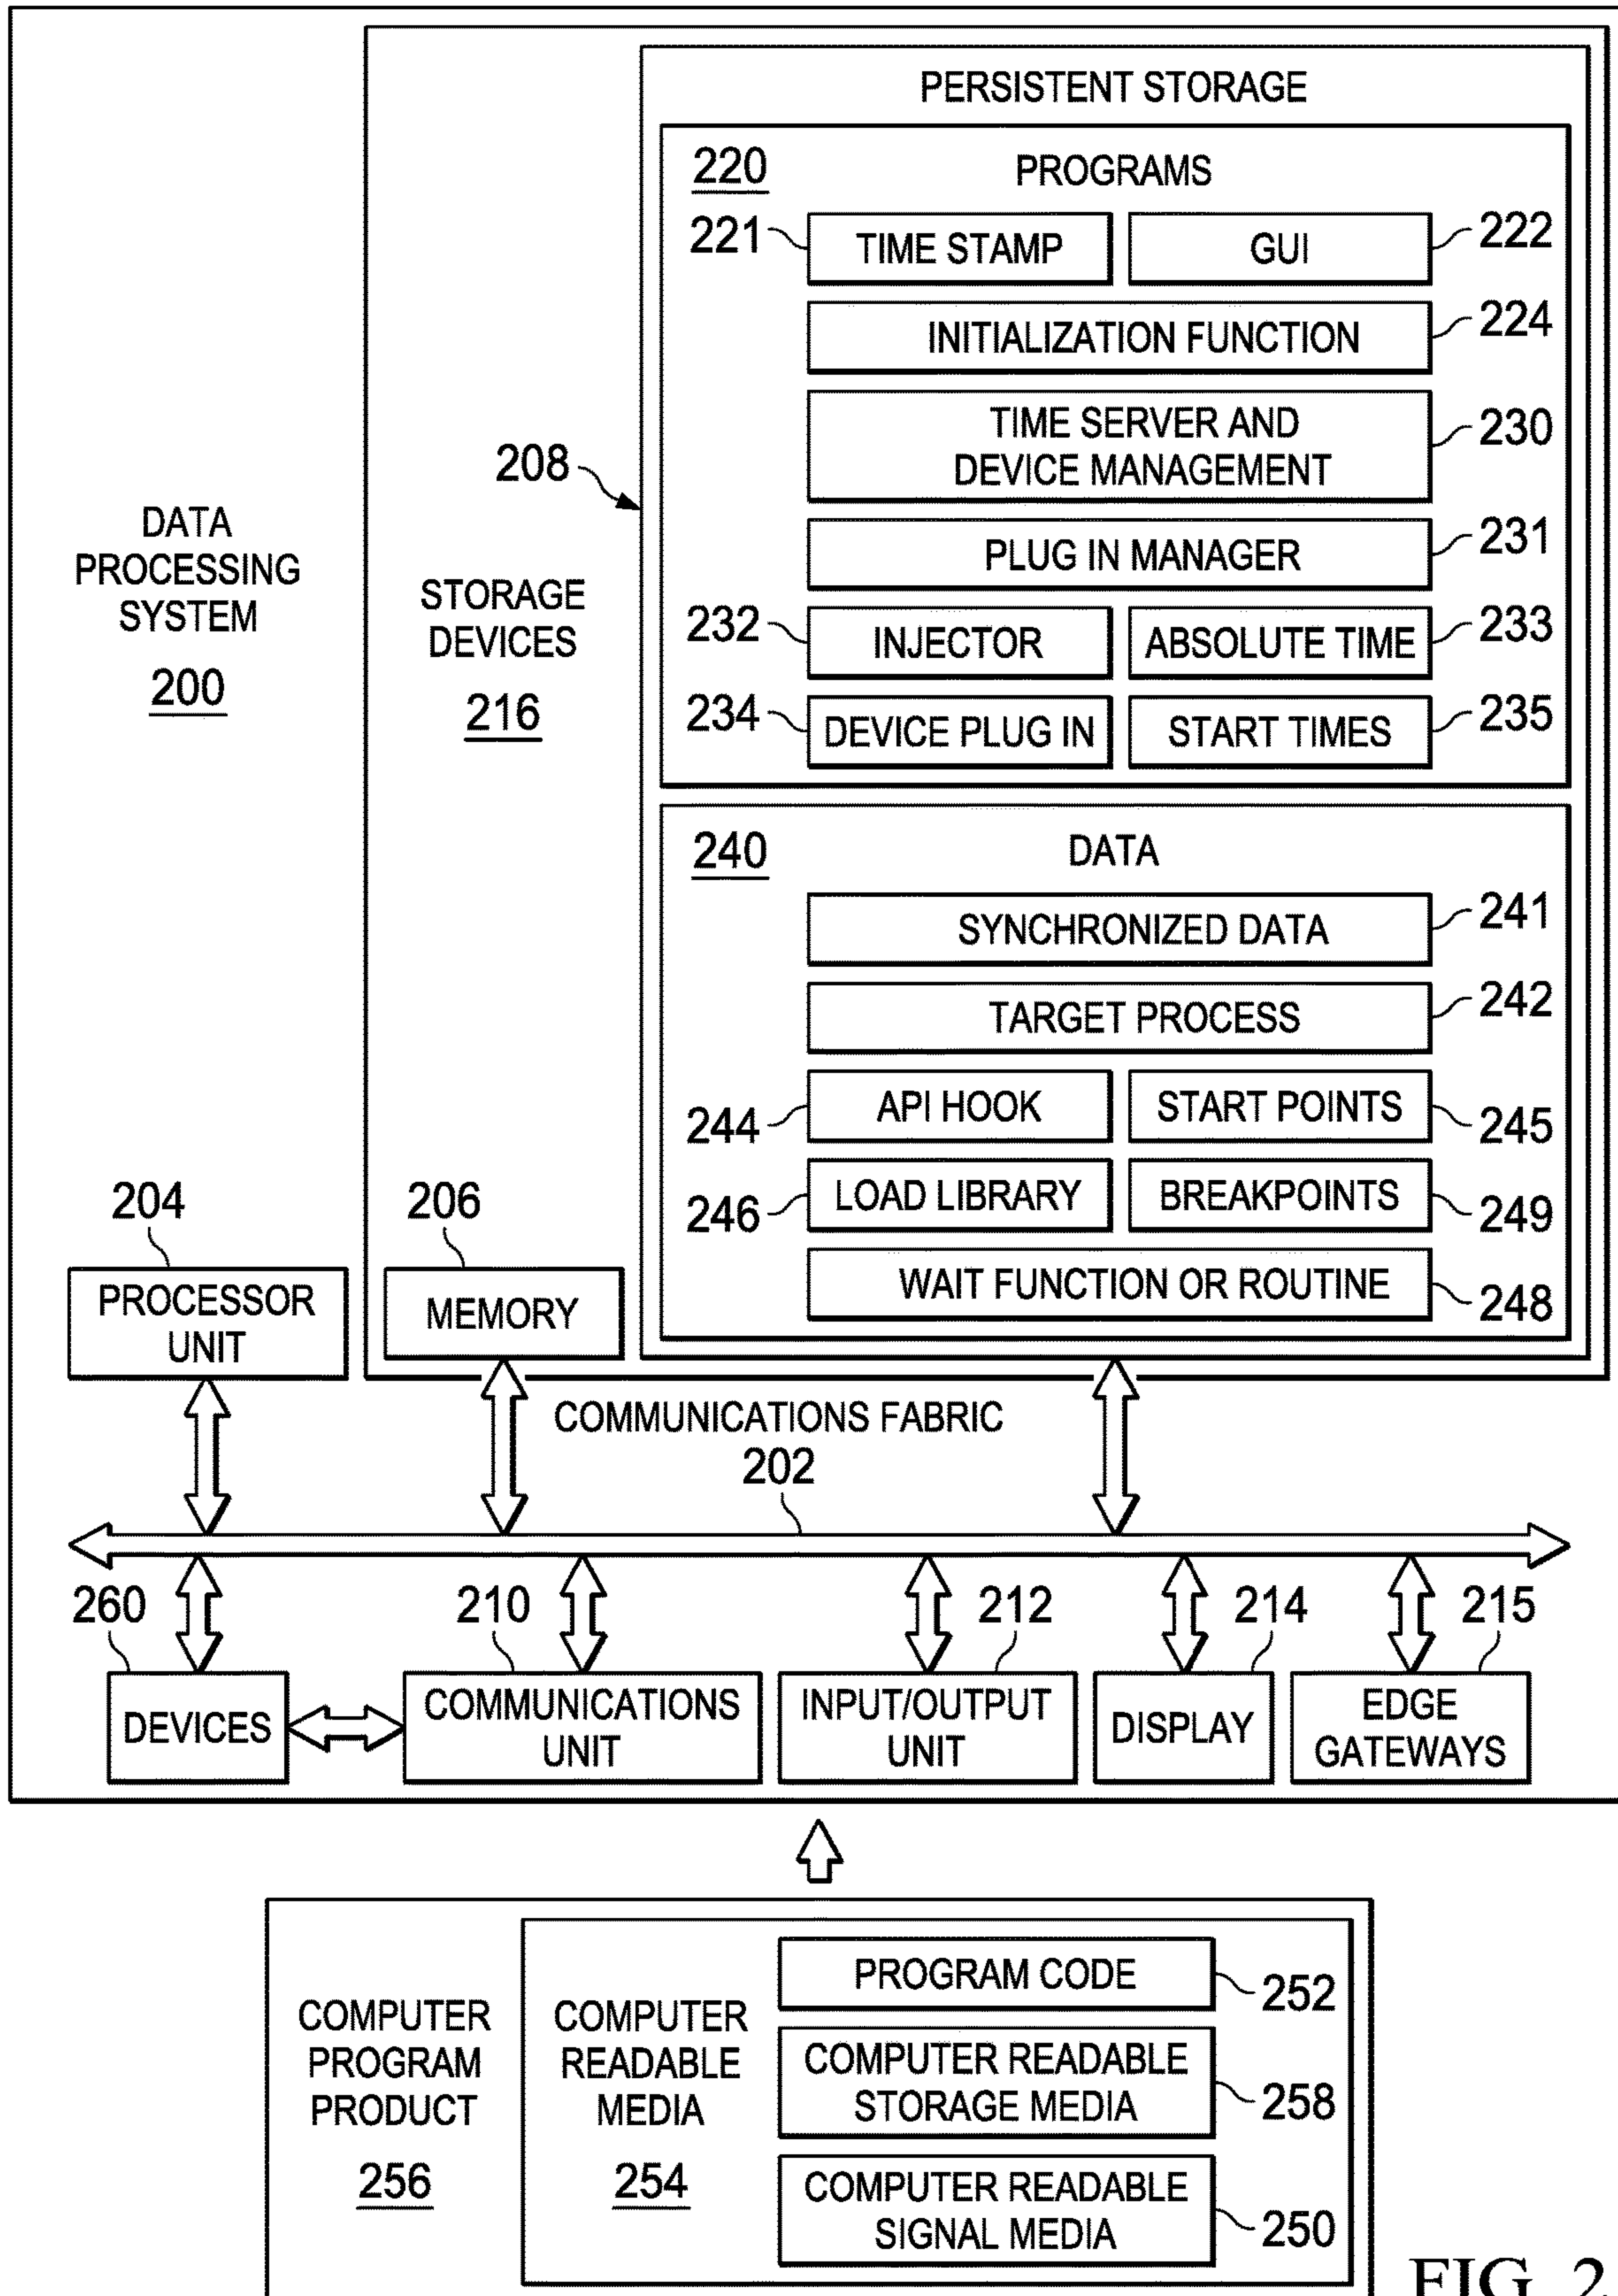 PERSISTENT STORAGE
220 PROGRAMS
221 TIME STAMP GUI 222
INITIALIZATION FUNCTION 224
TIME SERVER AND
DEVICE MANAGEMENT 230
208
PLUG IN MANAGER 231
232 INJECTOR ABSOLUTE TIME 233
234 DEVICE PLUG IN START TIMES 235
DATA
PROCESSING
SYSTEM
200
STORAGE
DEVICES
216
240 DATA
SYNCHRONIZED DATA 241
TARGET PROCESS 242
244 API HOOK START POINTS 245
246 LOAD LIBRARY BREAKPOINTS 249
WAIT FUNCTION OR ROUTINE 248
204
PROCESSOR
UNIT
206
MEMORY
COMMUNICATIONS FABRIC
202
260 210 212 214 215
DEVICES
COMMUNICATIONS
UNIT
INPUT/OUTPUT
UNIT
DISPLAY
EDGE
GATEWAYS
COMPUTER
PROGRAM
PRODUCT
256
COMPUTER
READABLE
MEDIA
254
PROGRAM CODE 252
COMPUTER READABLE
STORAGE MEDIA 258
COMPUTER READABLE
SIGNAL MEDIA 250
FIG. 2